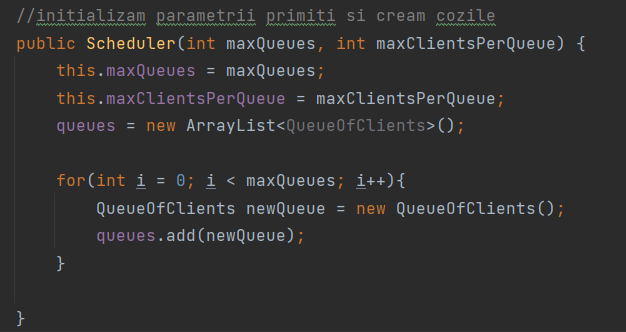 //initializam parametrii primiti si cream cozile
public Scheduler(int maxQueues, int maxClientsPerQueue) {
    this.maxQueues = maxQueues;
    this.maxClientsPerQueue = maxClientsPerQueue;
    queues = new ArrayList<QueueOfClients>();
    for(int i = 0; i < maxQueues; i++){
        QueueOfClients newQueue = new QueueOfClients();
        queues.add(newQueue);
    }
}